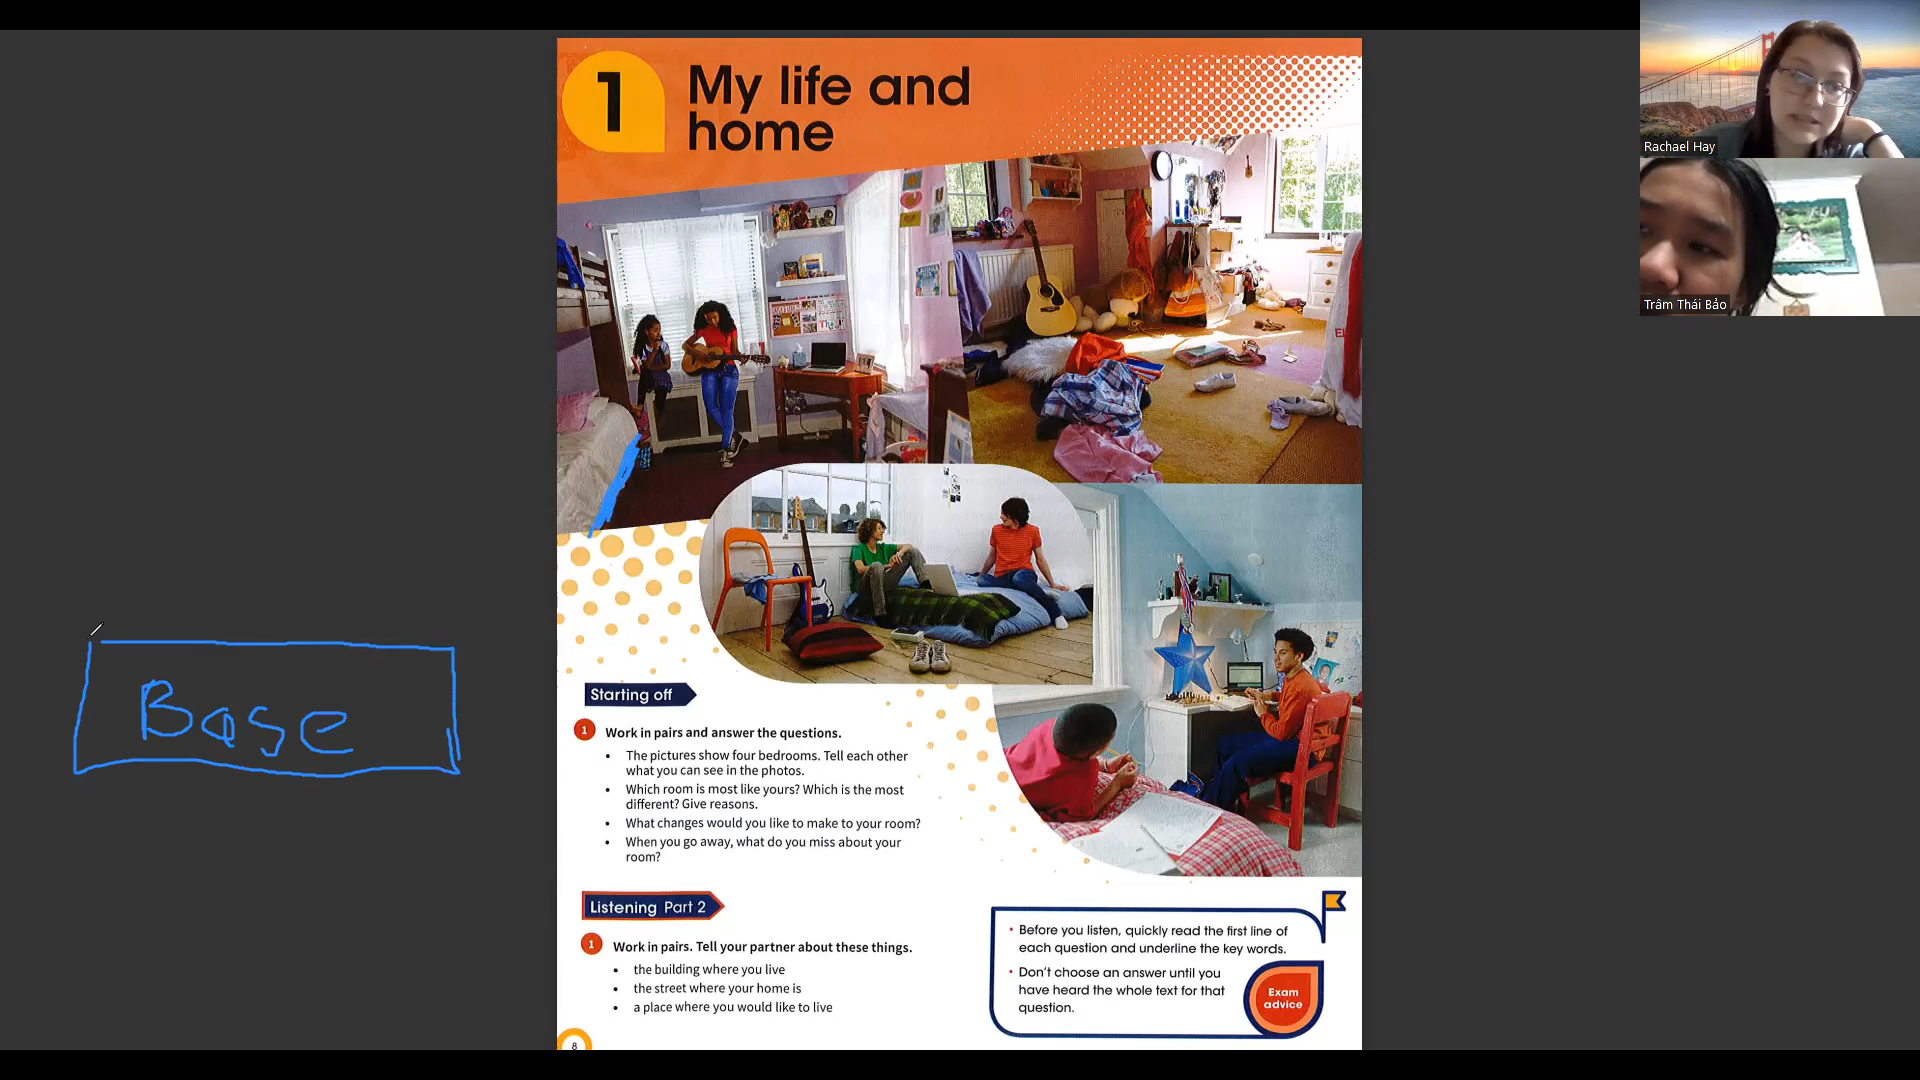 1
My life and
home
Rachael Hay
Trâm Thái Bảo
Base
Starting off
1 Work in pairs and answer the questions.
• The pictures show four bedrooms. Tell each other
what you can see in the photos.
• Which room is most like yours? Which is the most
different? Give reasons.
• What changes would you like to make to your room?
• When you go away, what do you miss about your
room?
Listening Part 2
1 Work in pairs. Tell your partner about these things.
• the building where you live
• the street where your home is
• a place where you would like to live
• Before you listen, quickly read the first line of
each question and underline the key words.
• Don't choose an answer until you
have heard the whole text for that
question.
Exam
advice
8